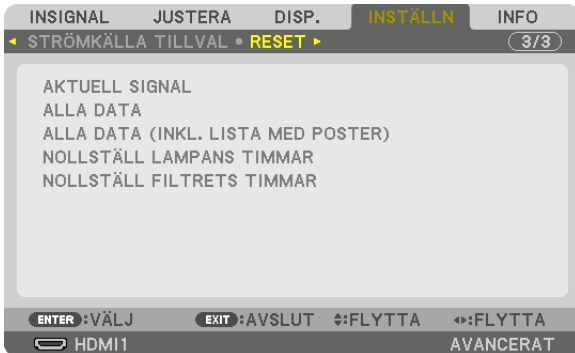 INSIGNAL JUSTERA DISP. INSTÄLLN INFO
◄ STRÖMKÄLLA TILLVAL • RESET ► 3/3
AKTUELL SIGNAL
ALLA DATA
ALLA DATA (INKL. LISTA MED POSTER)
NOLLSTÄLL LAMPANS TIMMAR
NOLLSTÄLL FILTRETS TIMMAR
ENTER :VÄLJ EXIT :AVSLUT ♦:FLYTTA ◄►:FLYTTA
HDMI1 AVANCERAT